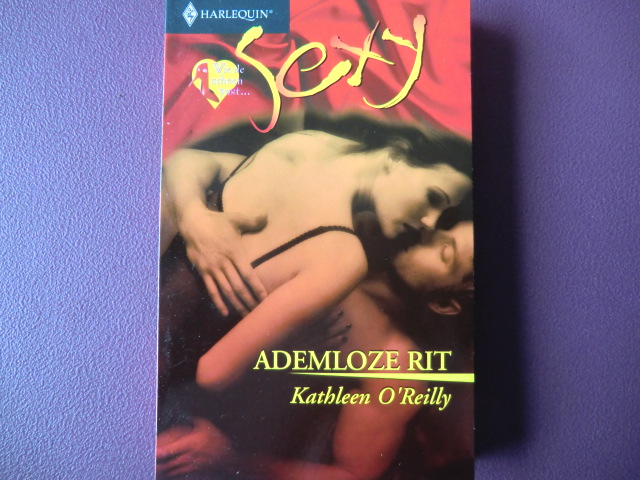 HARLEQUIN®
Sexy
ADEMLOZE RIT
Kathleen O'Reilly